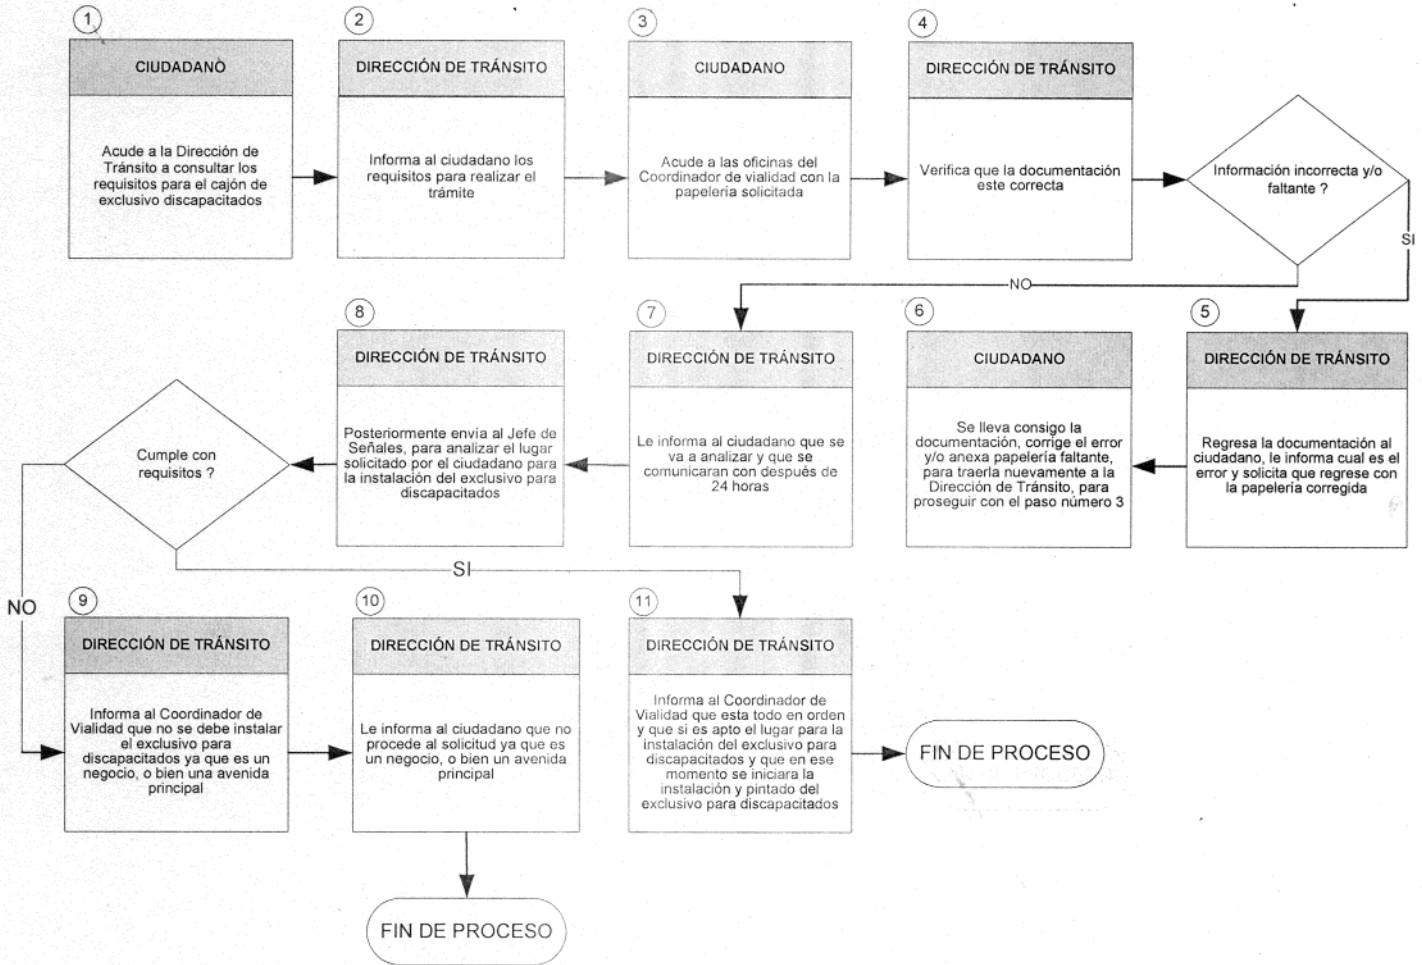 1
CIUDADANO
Acude a la Dirección de
Tránsito a consultar los
requisitos para el cajón de
exclusivo discapacitados
2
DIRECCIÓN DE TRÁNSITO
Informa al ciudadano los
requisitos para realizar el
trámite
3
CIUDADANO
Acude a las oficinas del
Coordinador de vialidad con la
papelería solicitada
4
DIRECCIÓN DE TRÁNSITO
Verifica que la documentación
este correcta
Información incorrecta y/o
faltante ?
SI
NO
5
DIRECCIÓN DE TRÁNSITO
Regresa la documentación al
ciudadano, le informa cual es el
error y solicita que regrese con
la papelería corregida
6
CIUDADANO
Se lleva consigo la
documentación, corrige el error
y/o anexa papelería faltante,
para traerla nuevamente a la
Dirección de Tránsito, para
proseguir con el paso número 3
7
DIRECCIÓN DE TRÁNSITO
Le informa al ciudadano que se
va a analizar y que se
comunicaran con después de
24 horas
8
DIRECCIÓN DE TRÁNSITO
Posteriormente envia al Jefe de
Señales, para analizar el lugar
solicitado por el ciudadano para
la instalación del exclusivo para
discapacitados
Cumple con
requisitos ?
SI
NO
9
DIRECCIÓN DE TRÁNSITO
Informa al Coordinador de
Vialidad que no se debe instalar
el exclusivo para
discapacitados ya que es un
negocio, o bien una avenida
principal
10
DIRECCIÓN DE TRÁNSITO
Le informa al ciudadano que no
procede al solicitud ya que es
un negocio, o bien un avenida
principal
FIN DE PROCESO
11
DIRECCIÓN DE TRÁNSITO
Informa al Coordinador de
Vialidad que esta todo en orden
y que si es apto el lugar para la
instalación del exclusivo para
discapacitados y que en ese
momento se iniciara la
instalación y pintado del
exclusivo para discapacitados
FIN DE PROCESO